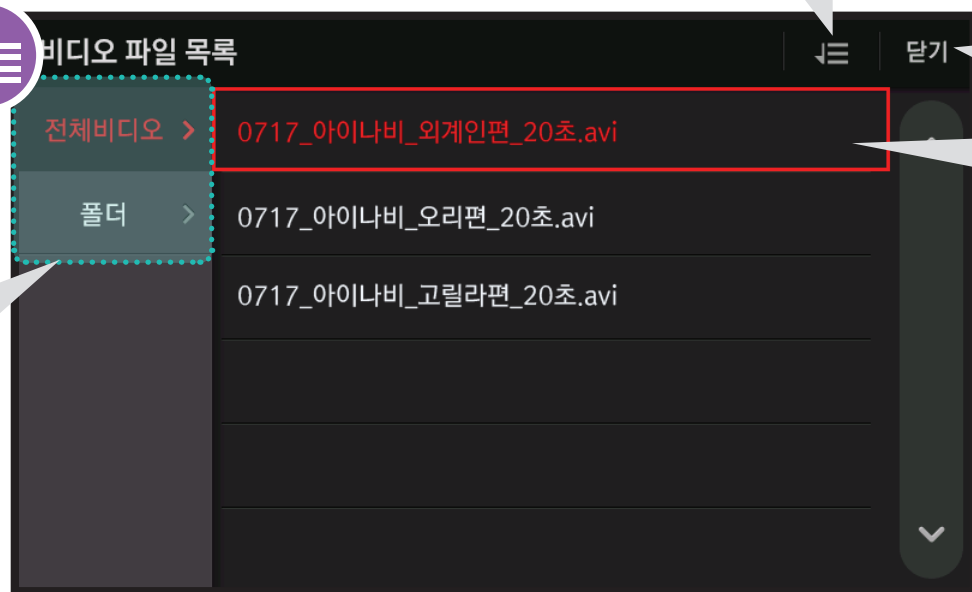 비디오 파일 목록
닫기
전체비디오
0717_아이나비_외계인편_20초.avi
폴더
0717_아이나비_오리편_20초.avi
0717_아이나비_고릴라편_20초.avi